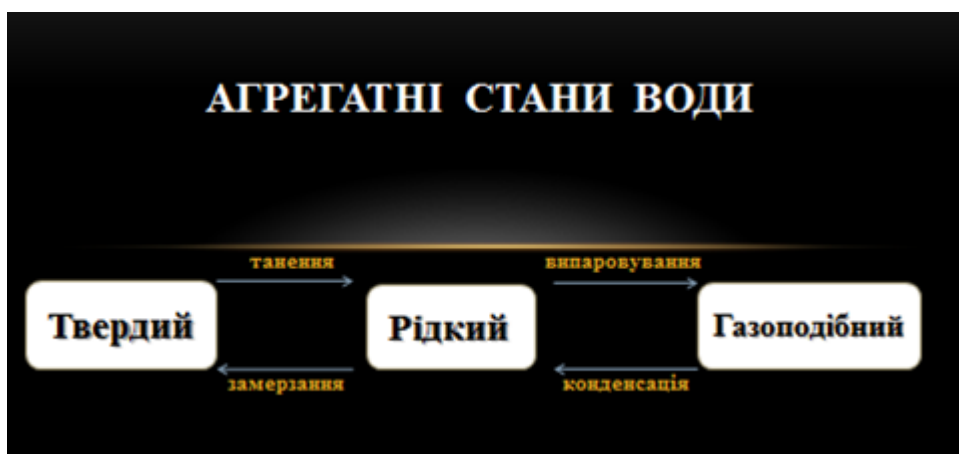 АГРЕГАТНІ СТАНИ ВОДИ
танення
випаровування
Твердий
Рідкий
Газоподібний
замерзання
конденсація